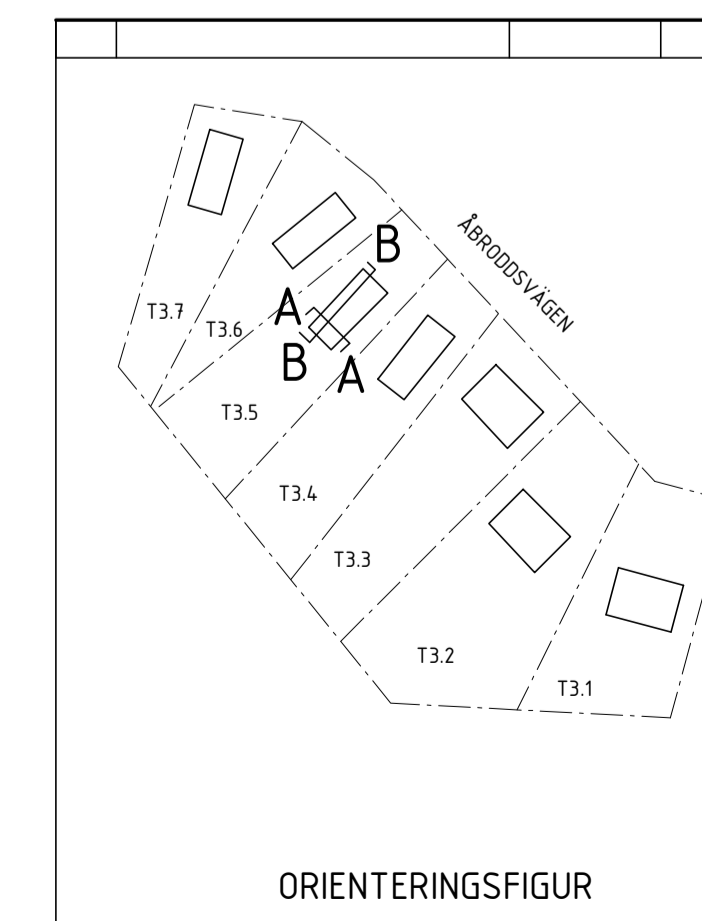 ÅBRODDSVÄGEN
B
A
T3.7
T3.6
B
A
T3.5
T3.4
T3.3
T3.2
T3.1
ORIENTERINGSFIGUR